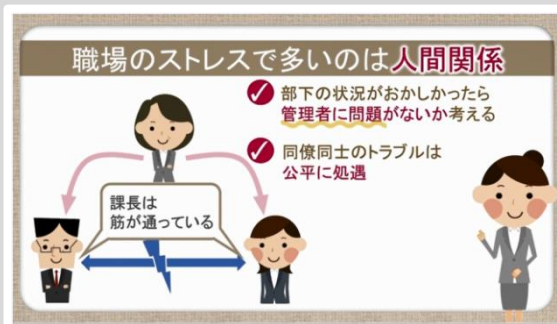 職場のストレスで多いのは人間関係
部下の状況がおかしかったら
管理者に問題がないか考える
同僚同士のトラブルは
公平に処遇
課長は
筋が通っている